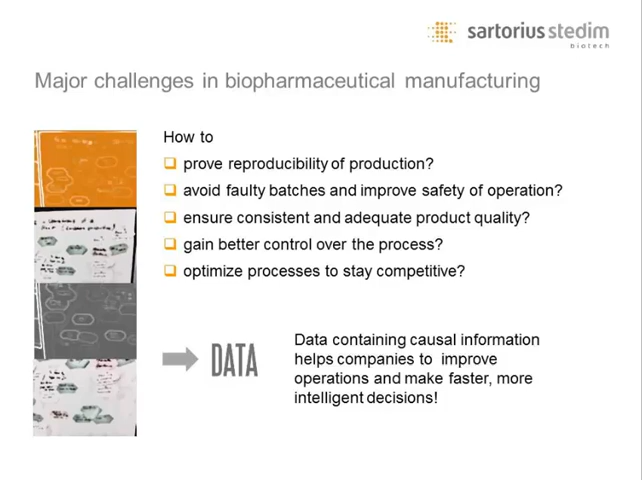 sartorius stedim
biotech
Major challenges in biopharmaceutical manufacturing
How to
prove reproducibility of production?
avoid faulty batches and improve safety of operation?
ensure consistent and adequate product quality?
gain better control over the process?
optimize processes to stay competitive?
DATA
Data containing causal information
helps companies to improve
operations and make faster, more
intelligent decisions!